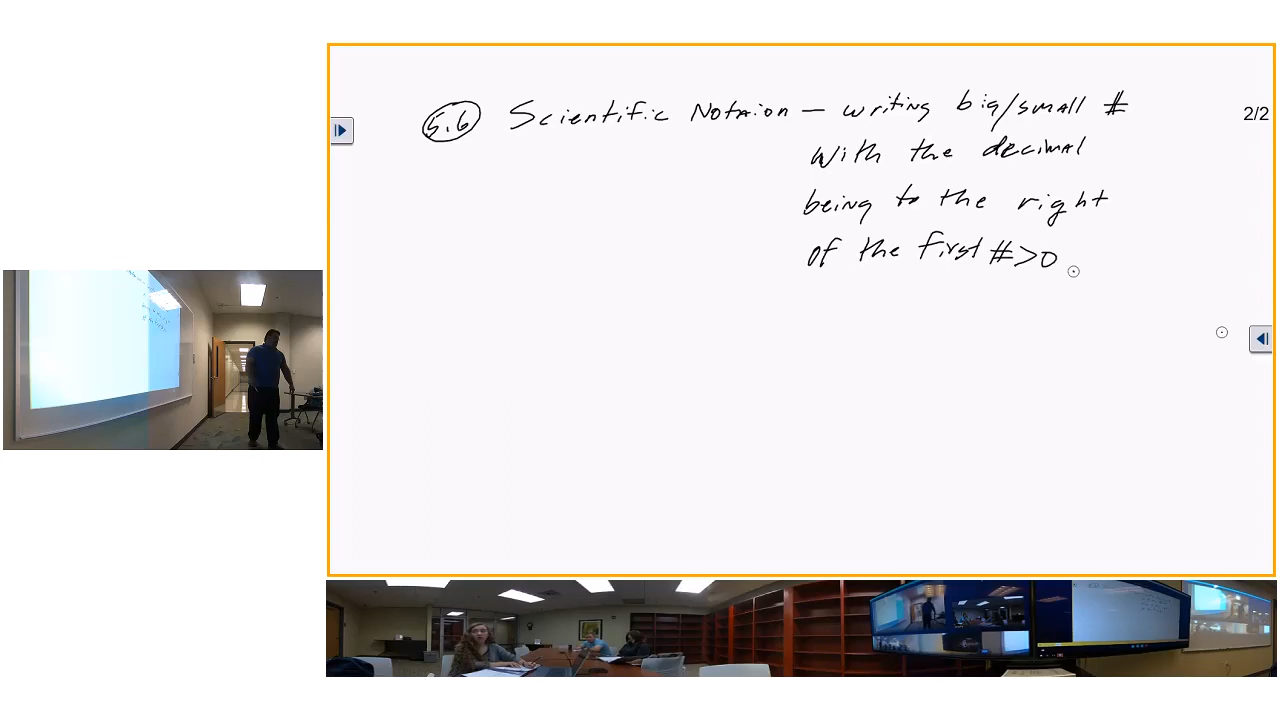 5.6 Scientific Notaion — writing big/small #
2/2
with the decimal
being to the right
of the first # > 0